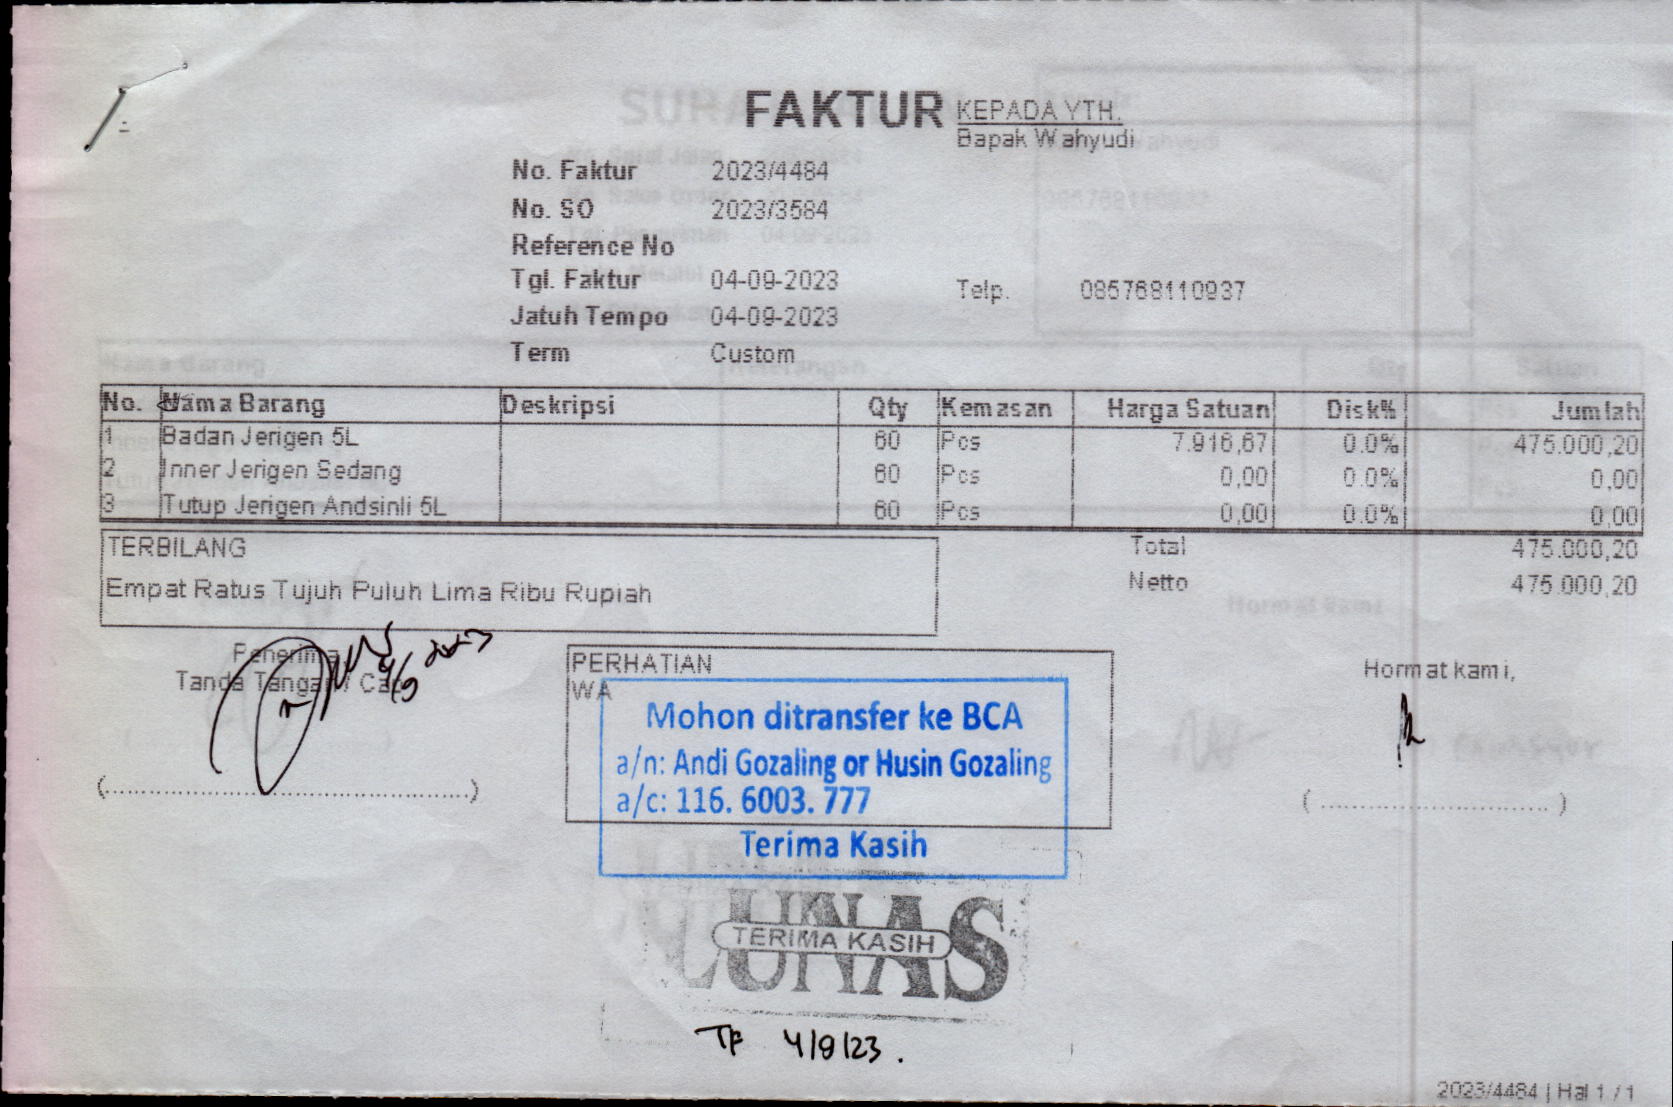 FAKTUR
KEPADA YTH.
Bapak Wahyudi
No. Faktur 2023/4484
No. SO 2023/3584
Reference No
Tgl. Faktur 04-09-2023
Telp. 085768110937
Jatuh Tempo 04-09-2023
Term Custom
No. Nama Barang Deskripsi Qty Kemasan Harga Satuan Disk% Jumlah
1 Badan Jerigen 5L 60 Pcs 7.916,67 0.0% 475.000,20
2 Inner Jerigen Sedang 60 Pcs 0,00 0.0% 0,00
3 Tutup Jerigen Andsinli 5L 60 Pcs 0,00 0.0% 0,00
TERBILANG
Empat Ratus Tujuh Puluh Lima Ribu Rupiah
Total 475.000,20
Netto 475.000,20
Penerima
Tanda Tangan / Cap
4/9 2023
PERHATIAN
WA
Mohon ditransfer ke BCA
a/n: Andi Gozaling or Husin Gozaling
a/c: 116. 6003. 777
Terima Kasih
Hormat kami,
LUNAS
TERIMA KASIH
TF 4/9/23.
2023/4484 | Hal 1 / 1